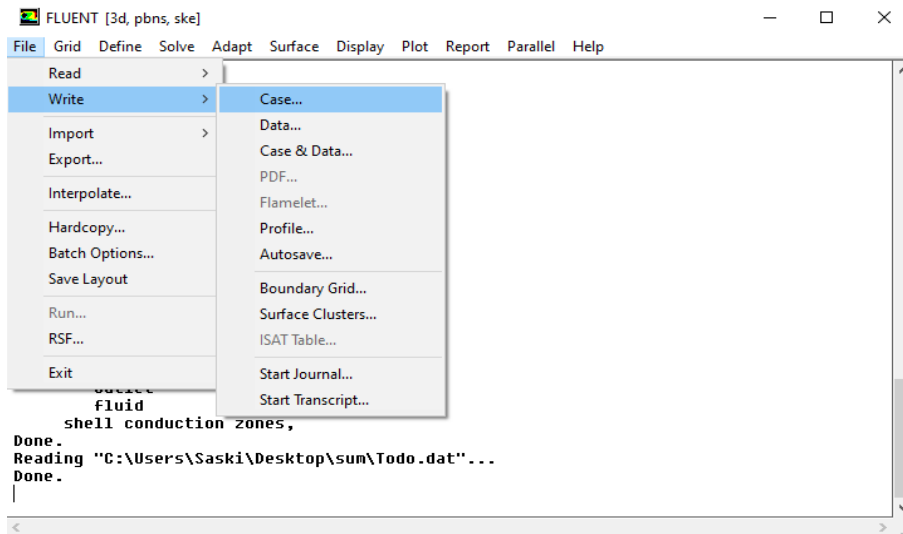 FLUENT [3d, pbns, ske]
File Grid Define Solve Adapt Surface Display Plot Report Parallel Help
Read
Write
Import
Export...
Interpolate...
Hardcopy...
Batch Options...
Save Layout
Run...
RSF...
Exit
Case...
Data...
Case & Data...
PDF...
Flamelet...
Profile...
Autosave...
Boundary Grid...
Surface Clusters...
ISAT Table...
Start Journal...
Start Transcript...
fluid
shell conduction zones,
Done.
Reading "C:\Users\Saski\Desktop\sum\Todo.dat"...
Done.